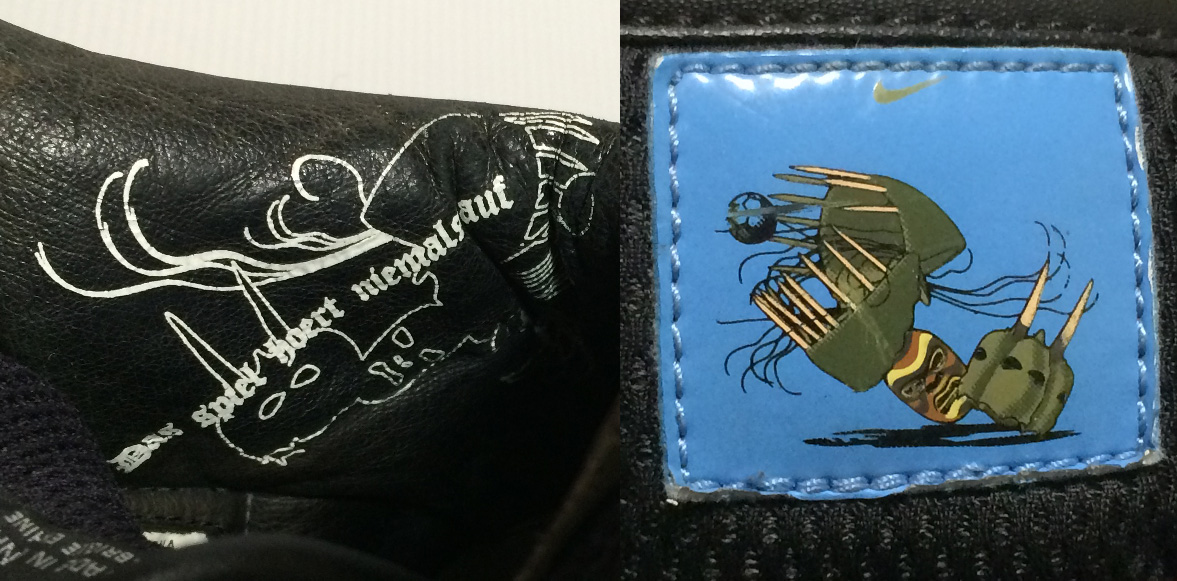 Das spiel hoert niemals auf